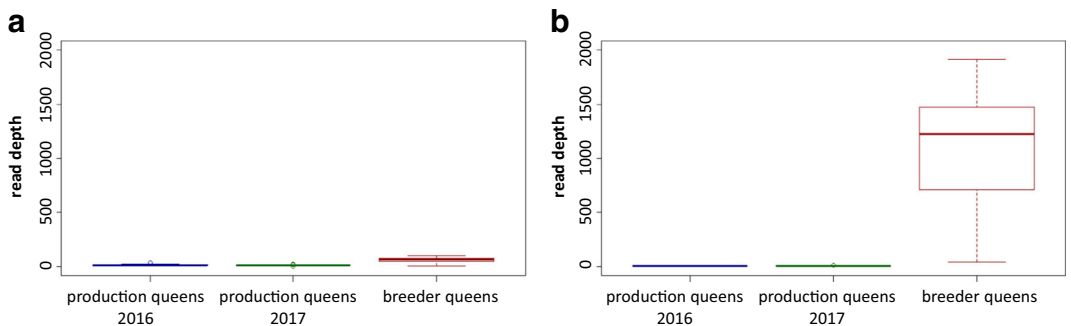 a
read depth
2000
1500
1000
500
0
production queens
2016
production queens
2017
breeder queens
b
read depth
2000
1500
1000
500
0
production queens
2016
production queens
2017
breeder queens